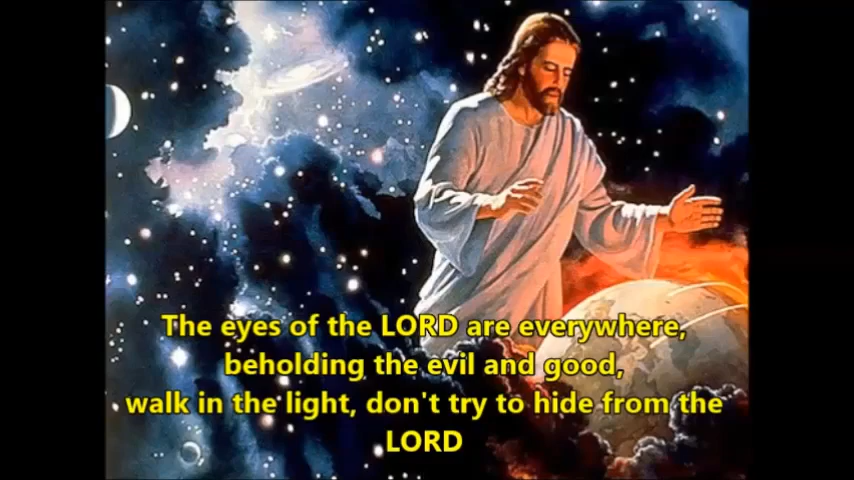 The eyes of the LORD are everywhere,
beholding the evil and good,
walk in the light, don't try to hide from the
LORD